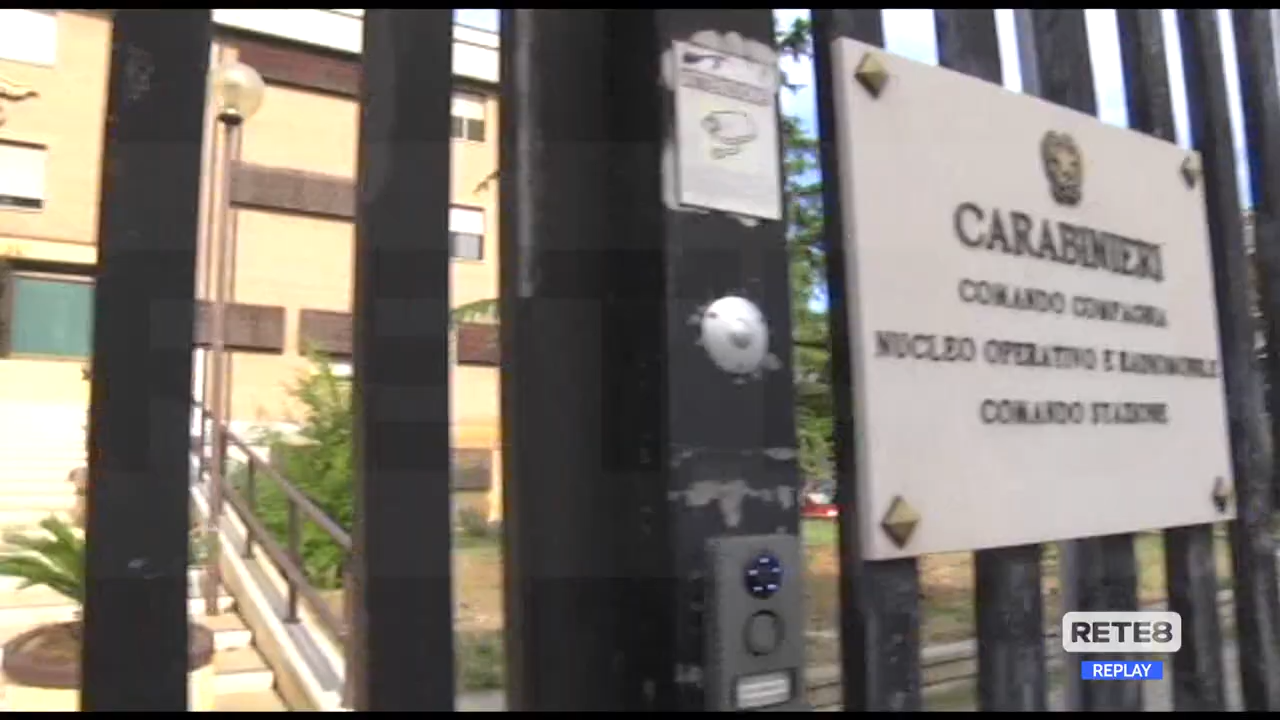 CARABINIERI
COMANDO COMPAGNIA
NUCLEO OPERATIVO E RADIOMOBILE
COMANDO STAZIONE
RETE8
REPLAY